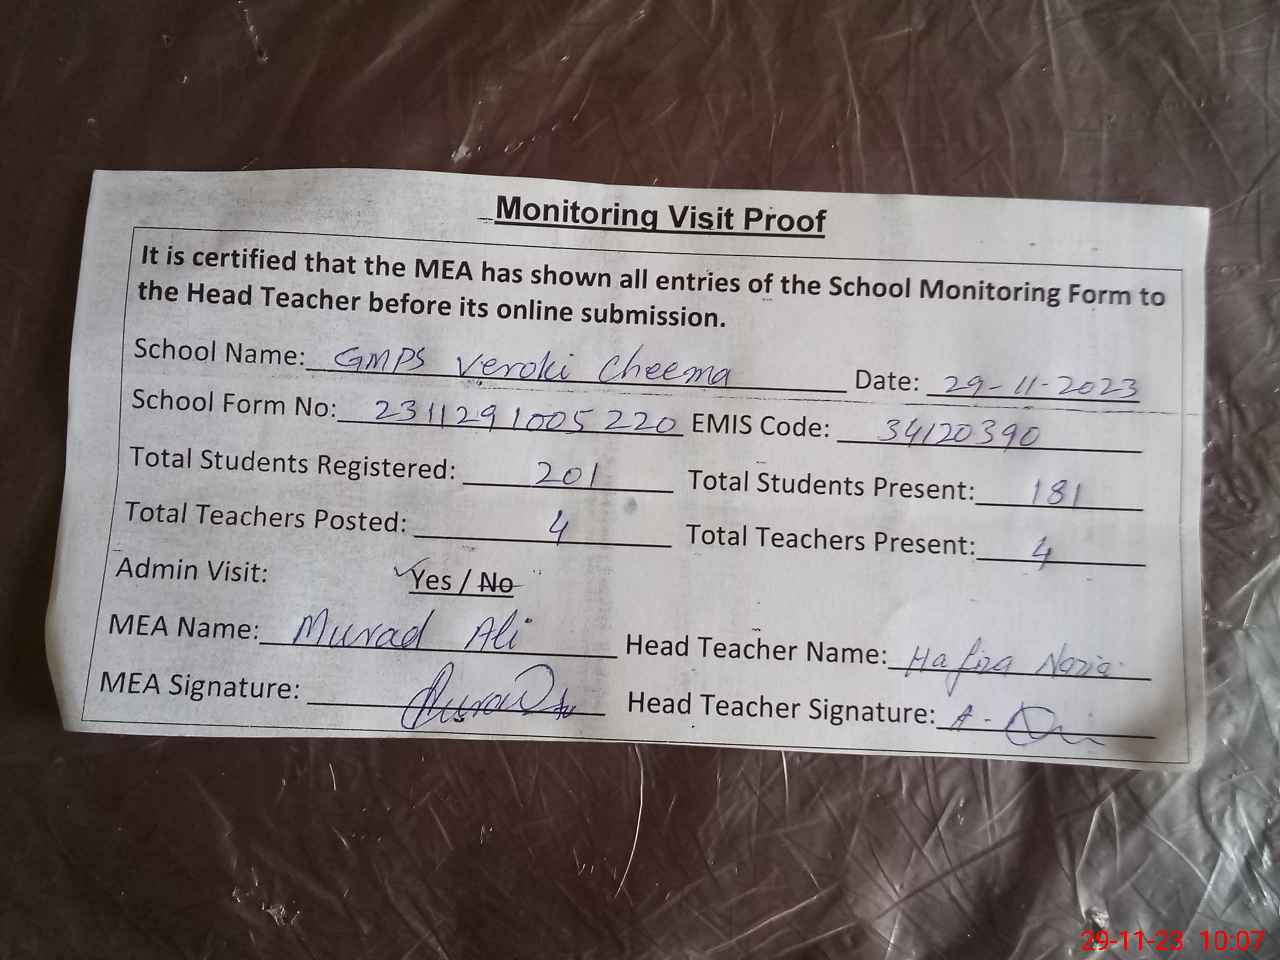 Monitoring Visit Proof
It is certified that the MEA has shown all entries of the School Monitoring Form to
the Head Teacher before its online submission.
School Name: GMPS Veroki Cheema Date: 29-11-2023
School Form No: 2311291005220 EMIS Code: 34120390
Total Students Registered: 201 Total Students Present: 181
Total Teachers Posted: 4 Total Teachers Present: 4
Admin Visit: Yes / No
MEA Name: Murad Ali Head Teacher Name: Hafiza Nazia
MEA Signature: Head Teacher Signature:
29-11-23 10:07